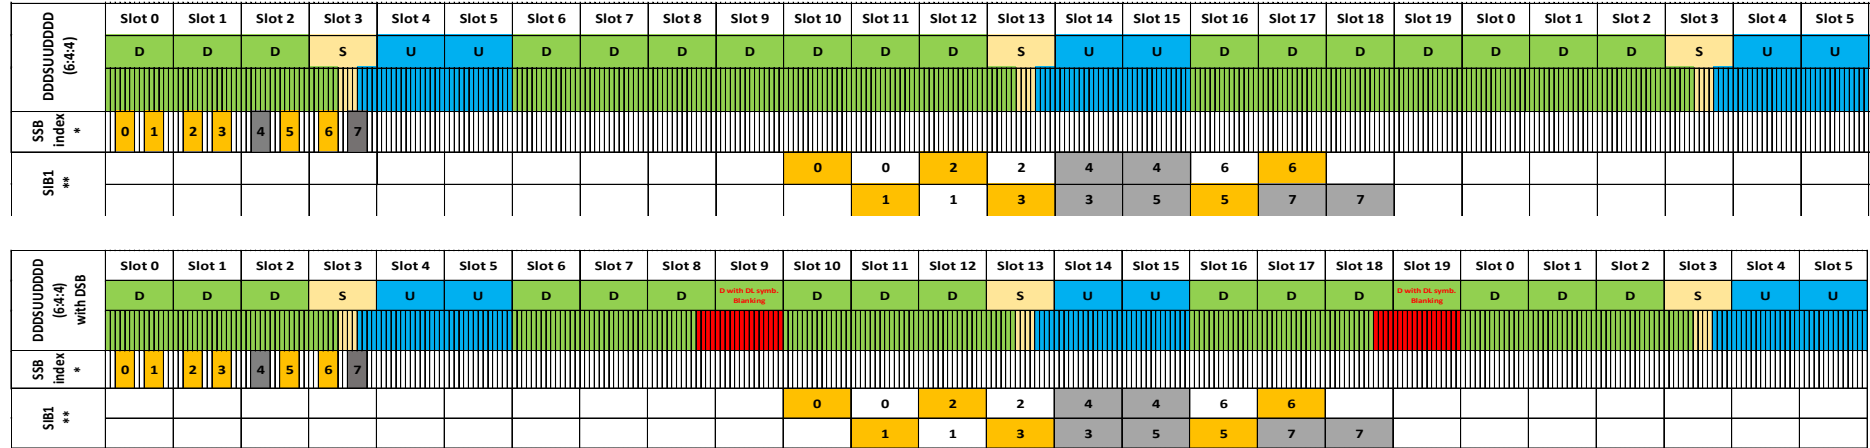 Slot 0 Slot 1 Slot 2 Slot 3 Slot 4 Slot 5 Slot 6 Slot 7 Slot 8 Slot 9 Slot 10 Slot 11 Slot 12 Slot 13 Slot 14 Slot 15 Slot 16 Slot 17 Slot 18 Slot 19 Slot 0 Slot 1 Slot 2 Slot 3 Slot 4 Slot 5
DDDSUUDDDD
(6:4:4)
D D D S U U D D D D D D D S U U D D D D D D D S U U
SSB
index
*
0 1 2 3 4 5 6 7
SIB1
**
0 0 2 2 4 4 6 6
1 1 3 3 5 5 7 7
DDDSUUDDDD
(6:4:4)
with DSB
Slot 0 Slot 1 Slot 2 Slot 3 Slot 4 Slot 5 Slot 6 Slot 7 Slot 8 Slot 9 Slot 10 Slot 11 Slot 12 Slot 13 Slot 14 Slot 15 Slot 16 Slot 17 Slot 18 Slot 19 Slot 0 Slot 1 Slot 2 Slot 3 Slot 4 Slot 5
D D D S U U D D D D with DL symb. Blanking D D D S U U D D D D with DL symb. Blanking D D D S U U
SSB
index
*
0 1 2 3 4 5 6 7
SIB1
**
0 0 2 2 4 4 6 6
1 1 3 3 5 5 7 7